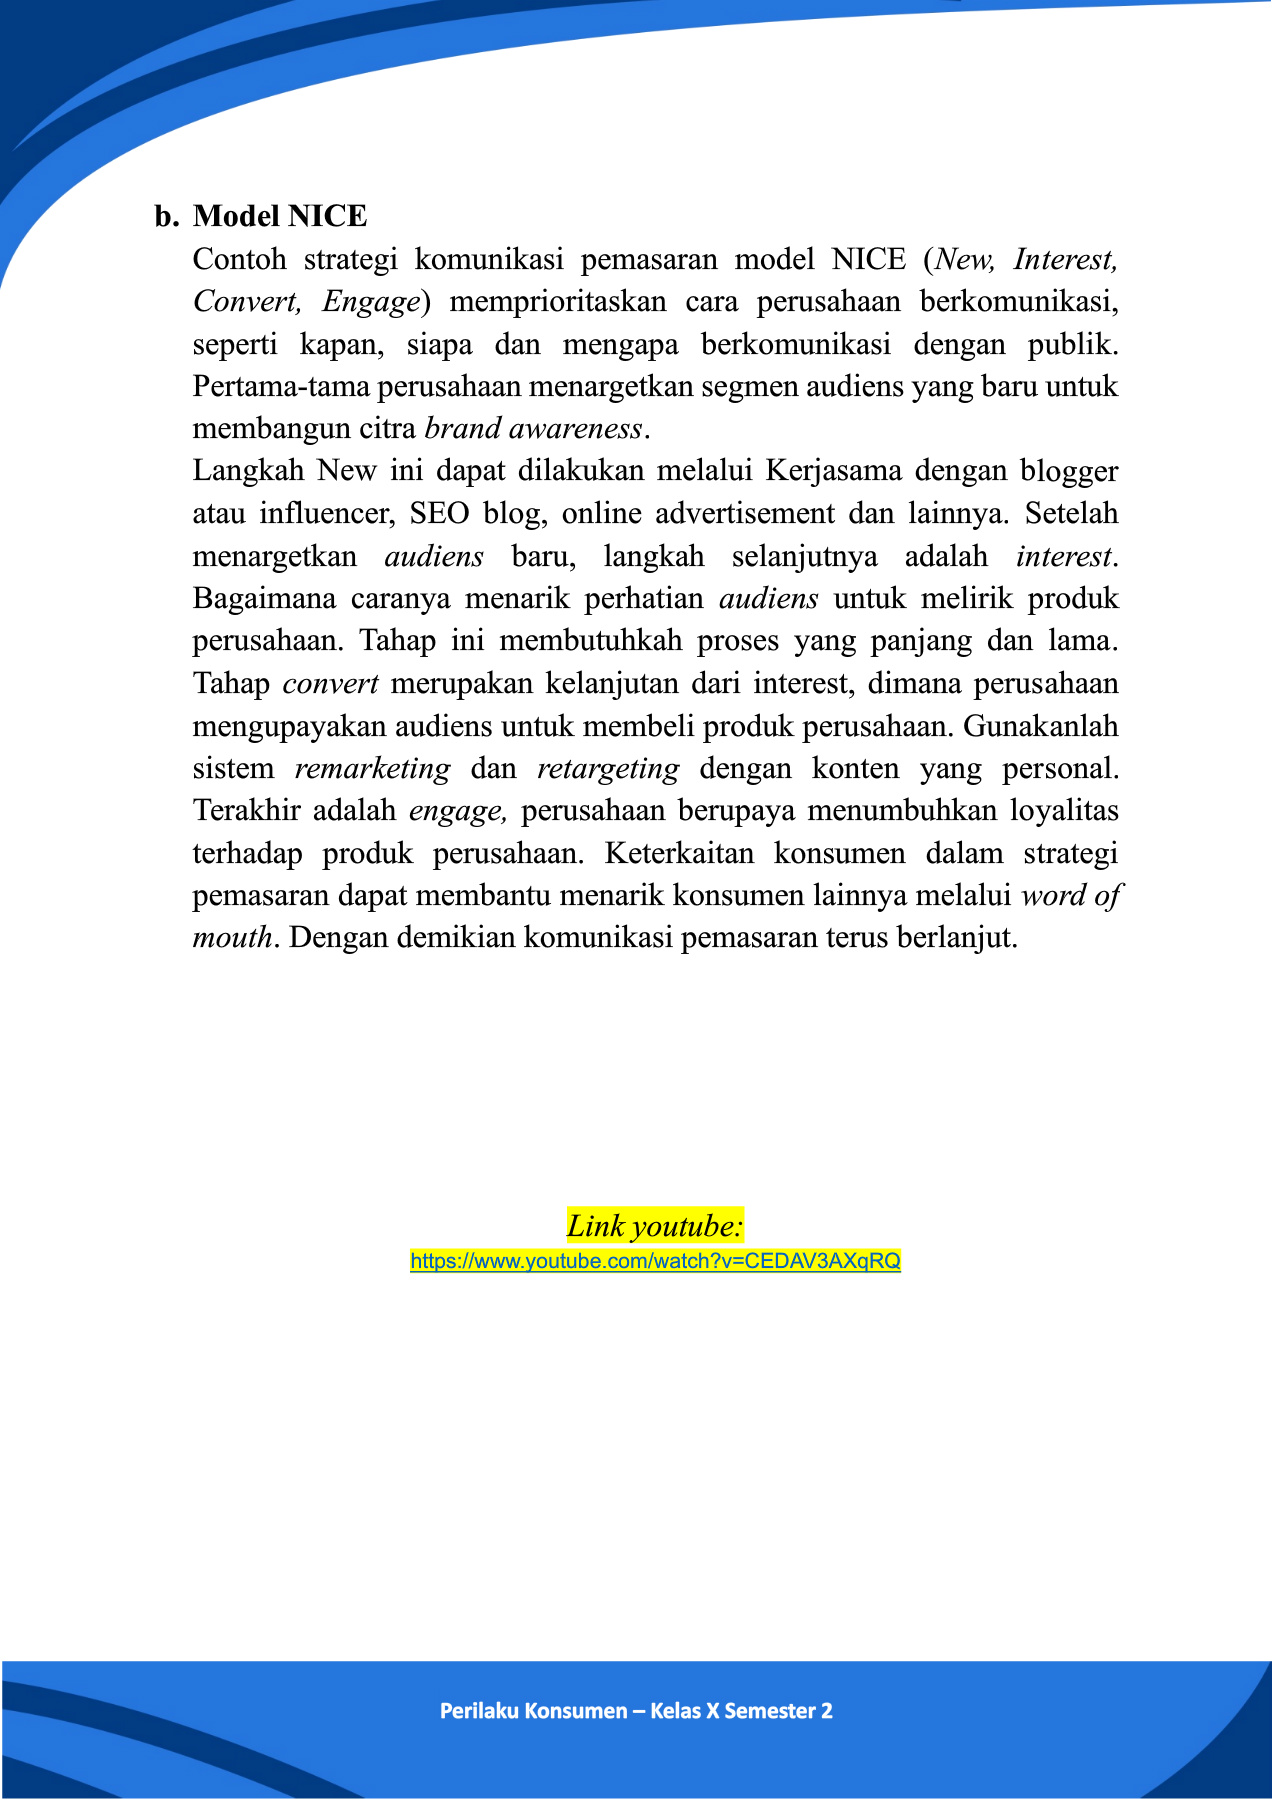 b. Model NICE
Contoh strategi komunikasi pemasaran model NICE (New, Interest,
Convert, Engage) memprioritaskan cara perusahaan berkomunikasi,
seperti kapan, siapa dan mengapa berkomunikasi dengan publik.
Pertama-tama perusahaan menargetkan segmen audiens yang baru untuk
membangun citra brand awareness.
Langkah New ini dapat dilakukan melalui Kerjasama dengan blogger
atau influencer, SEO blog, online advertisement dan lainnya. Setelah
menargetkan audiens baru, langkah selanjutnya adalah interest.
Bagaimana caranya menarik perhatian audiens untuk melirik produk
perusahaan. Tahap ini membutuhkah proses yang panjang dan lama.
Tahap convert merupakan kelanjutan dari interest, dimana perusahaan
mengupayakan audiens untuk membeli produk perusahaan. Gunakanlah
sistem remarketing dan retargeting dengan konten yang personal.
Terakhir adalah engage, perusahaan berupaya menumbuhkan loyalitas
terhadap produk perusahaan. Keterkaitan konsumen dalam strategi
pemasaran dapat membantu menarik konsumen lainnya melalui word of
mouth. Dengan demikian komunikasi pemasaran terus berlanjut.
Link youtube:
https://www.youtube.com/watch?v=CEDAV3AXqRQ
Perilaku Konsumen – Kelas X Semester 2